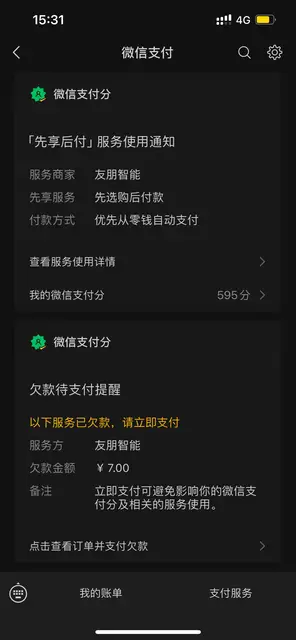 15:31
4G
微信支付
微信支付分
「先享后付」服务使用通知
服务商家 友朋智能
先享服务 先选购后付款
付款方式 优先从零钱自动支付
查看服务使用详情
我的微信支付分 595分
微信支付分
欠款待支付提醒
以下服务已欠款，请立即支付
服务方 友朋智能
欠款金额 ￥7.00
备注 立即支付可避免影响你的微信支
付分及相关的服务使用。
点击查看订单并支付欠款
我的账单 支付服务